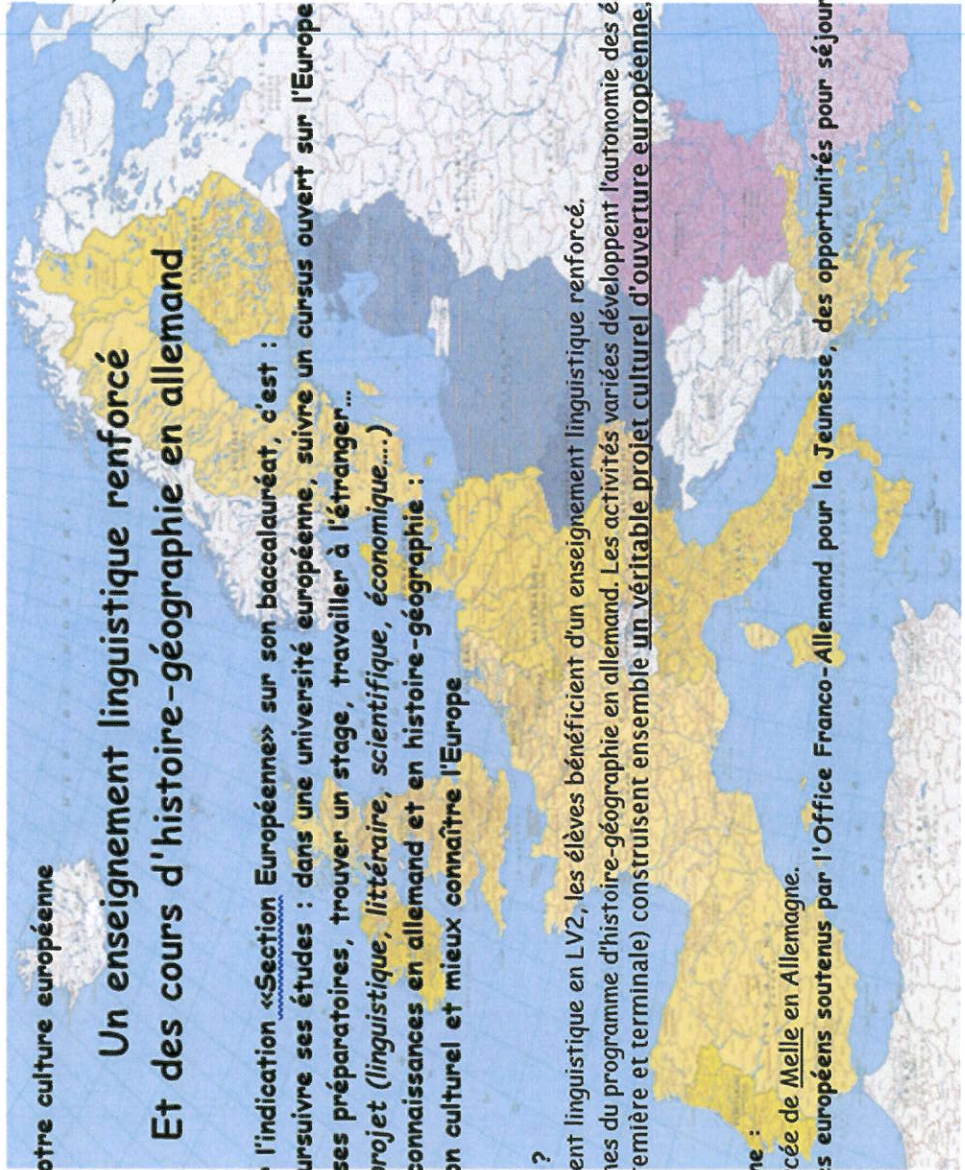 otre culture européenne
Un enseignement linguistique renforcé
Et des cours d'histoire-géographie en allemand
l'indication «Section Européenne» sur son baccalauréat, c'est :
ursuivre ses études : dans une université européenne, suivre un cursus ouvert sur l'Europe
ses préparatoires, trouver un stage, travailler à l'étranger…
rojet (linguistique, littéraire, scientifique, économique….)
connaissances en allemand et en histoire-géographie :
on culturel et mieux connaître l'Europe
?
ent linguistique en LV2, les élèves bénéficient d'un enseignement linguistique renforcé.
nes du programme d'histoire-géographie en allemand. Les activités variées développent l'autonomie des é
remière et terminale) construisent ensemble un véritable projet culturel d'ouverture européenne.
ne :
cée de Melle en Allemagne.
s européens soutenus par l'Office Franco-Allemand pour la Jeunesse, des opportunités pour séjour